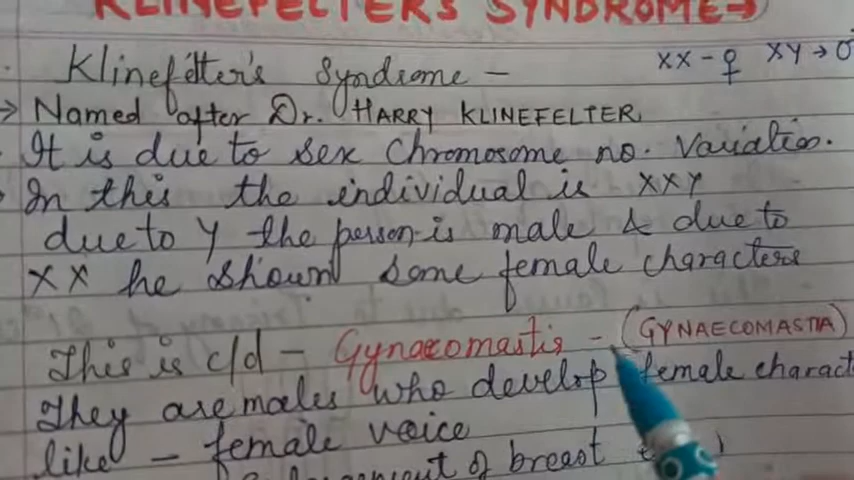 KLINEFELTER'S SYNDROME→
Klinefelter's Syndrome – XX – ♀ XY → ♂
→ Named after Dr. HARRY KLINEFELTER.
It is due to sex chromosome no. Variation.
In this the individual is XXY
due to Y the person is male & due to
XX he shown some female characters
This is c/d – Gynaecomastia – (GYNAECOMASTIA)
They are males who develop female charact
like – female voice
of breast